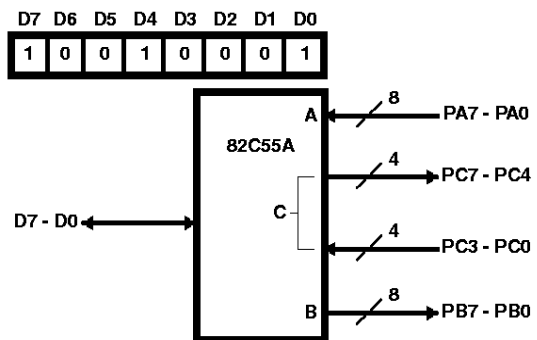 D7 D6 D5 D4 D3 D2 D1 D0
1 0 0 1 0 0 0 1
A 8 PA7 - PA0
82C55A
4 PC7 - PC4
C
D7 - D0
4 PC3 - PC0
B 8 PB7 - PB0